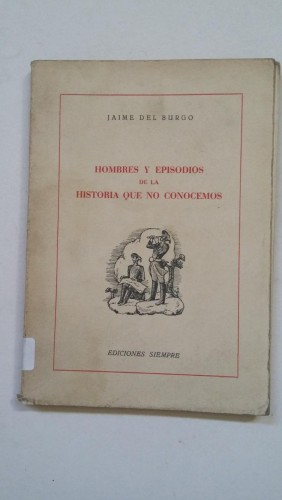 JAIME DEL BURGO
HOMBRES Y EPISODIOS
DE LA
HISTORIA QUE NO CONOCEMOS
EDICIONES SIEMPRE